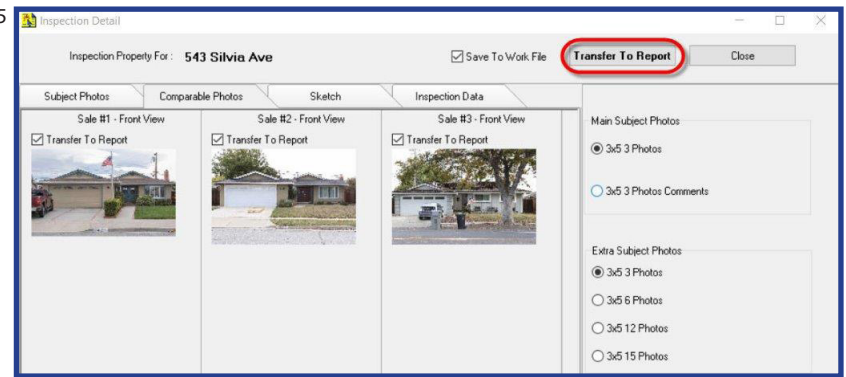 5
Inspection Detail
Inspection Property For : 543 Silvia Ave
Save To Work File
Transfer To Report
Close
Subject Photos
Comparable Photos
Sketch
Inspection Data
Sale #1 - Front View
Transfer To Report
Sale #2 - Front View
Transfer To Report
Sale #3 - Front View
Transfer To Report
Main Subject Photos
3x5 3 Photos
3x5 3 Photos Comments
Extra Subject Photos
3x5 3 Photos
3x5 6 Photos
3x5 12 Photos
3x5 15 Photos